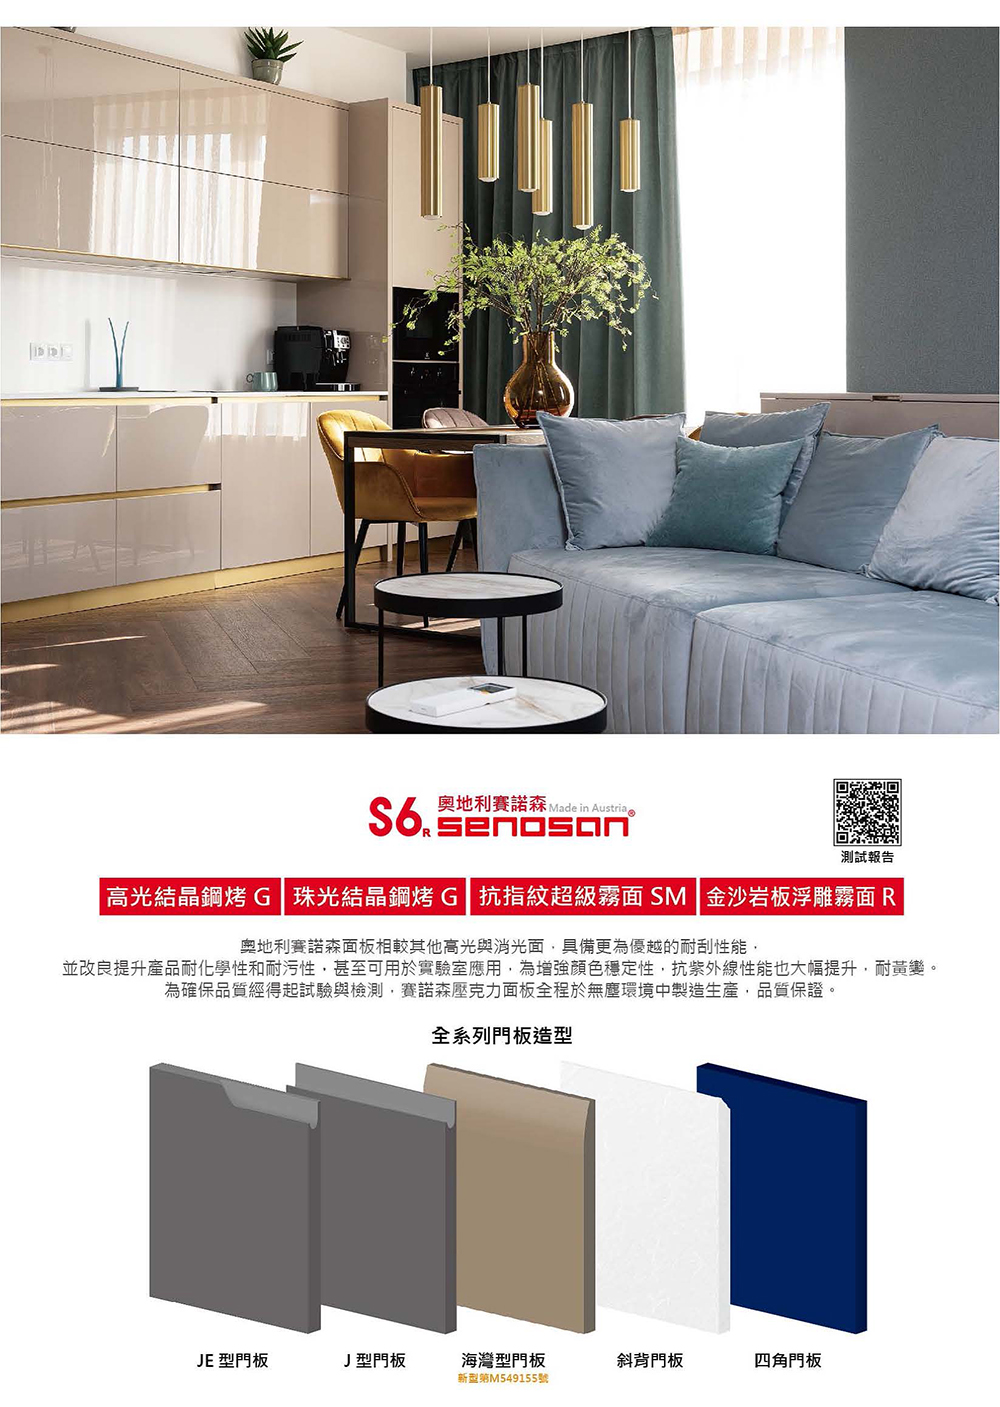 S6R 奧地利賽諾森 Made in Austria
senosan®
測試報告
高光結晶鋼烤 G 珠光結晶鋼烤 G 抗指紋超級霧面 SM 金沙岩板浮雕霧面 R
奧地利賽諾森面板相較其他高光與消光面，具備更為優越的耐刮性能，
並改良提升產品耐化學性和耐污性，甚至可用於實驗室應用，為增強顏色穩定性，抗紫外線性能也大幅提升，耐黃變。
為確保品質經得起試驗與檢測，賽諾森壓克力面板全程於無塵環境中製造生產，品質保證。
全系列門板造型
JE 型門板 J 型門板 海灣型門板 斜背門板 四角門板
新型第M549155號